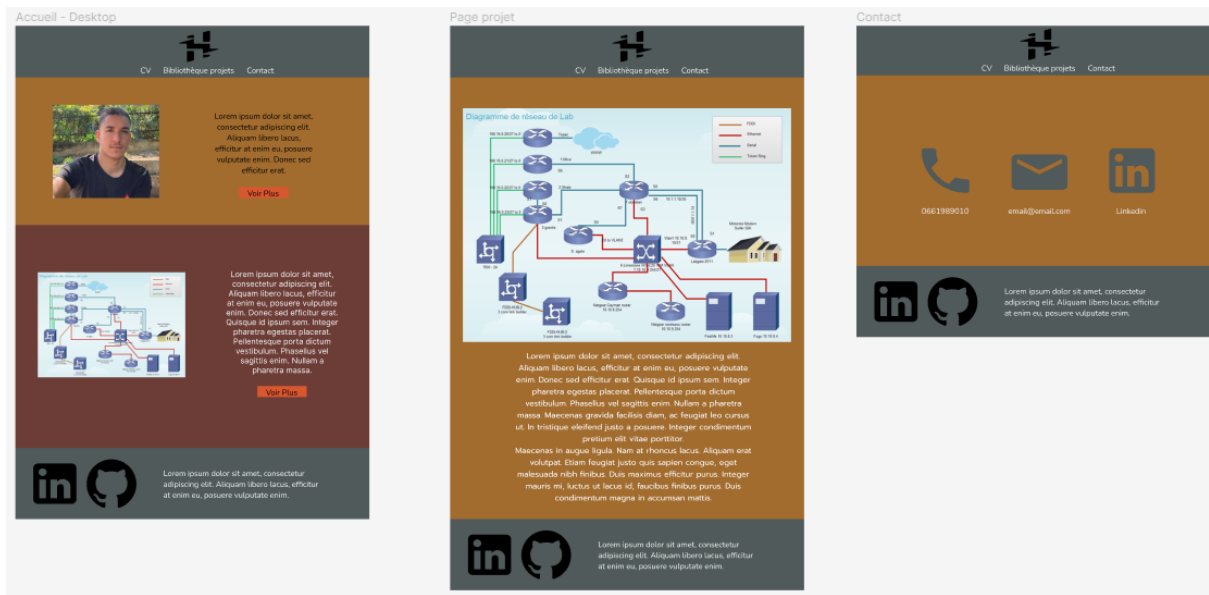 Accueil - Desktop
CV Bibliothèque projets Contact
Lorem ipsum dolor sit amet,
consectetur adipiscing elit.
Aliquam libero lacus,
efficitur at enim eu, posuere
vulputate enim. Donec sed
efficitur erat.
Voir Plus
Lorem ipsum dolor sit amet,
consectetur adipiscing elit.
Aliquam libero lacus, efficitur
at enim eu, posuere vulputate
enim. Donec sed efficitur erat.
Quisque id ipsum sem. Integer
pharetra egestas placerat.
Pellentesque porta dictum
vestibulum. Phasellus vel
sagittis enim. Nullam a
pharetra massa.
Voir Plus
Lorem ipsum dolor sit amet, consectetur
adipiscing elit. Aliquam libero lacus, efficitur
at enim eu, posuere vulputate enim.
Page projet
CV Bibliothèque projets Contact
Diagramme de réseau de Lab
FDDI
Ethernet
Serial
Token Ring
Lorem ipsum dolor sit amet, consectetur adipiscing elit.
Aliquam libero lacus, efficitur at enim eu, posuere vulputate
enim. Donec sed efficitur erat. Quisque id ipsum sem. Integer
pharetra egestas placerat. Pellentesque porta dictum
vestibulum. Phasellus vel sagittis enim. Nullam a pharetra
massa. Maecenas gravida facilisis diam, ac feugiat leo cursus
ut. In tristique eleifend justo a posuere. Integer condimentum
pretium elit vitae porttitor.
Maecenas in augue ligula. Nam at rhoncus lacus. Aliquam erat
volutpat. Etiam feugiat justo quis sapien congue, eget
malesuada nibh finibus. Duis maximus efficitur purus. Integer
mauris mi, luctus ut lacus id, faucibus finibus purus. Duis
condimentum magna in accumsan mattis.
in
Lorem ipsum dolor sit amet, consectetur
adipiscing elit. Aliquam libero lacus, efficitur
at enim eu, posuere vulputate enim.
Contact
CV Bibliothèque projets Contact
in
0661989010 email@email.com Linkedin
in
Lorem ipsum dolor sit amet, consectetur
adipiscing elit. Aliquam libero lacus, efficitur
at enim eu, posuere vulputate enim.